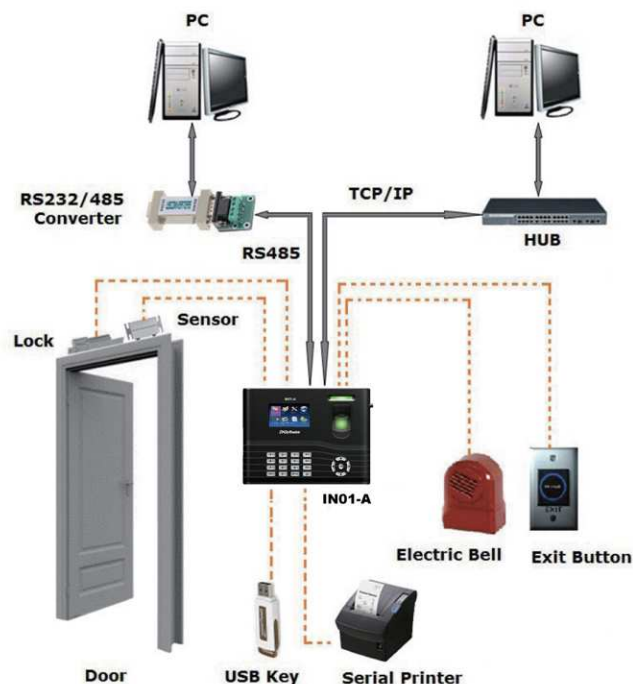 PC
PC
RS232/485
Converter
TCP/IP
HUB
RS485
Sensor
Lock
IN01-A
Electric Bell
Exit Button
EXIT
Door
USB Key
Serial Printer